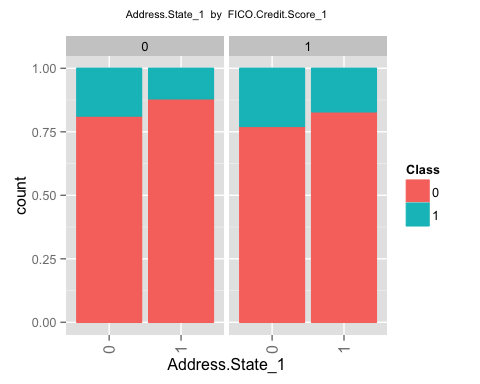 Address.State_1 by FICO.Credit.Score_1
0 1
1.00
0.75
0.50
0.25
0.00
count
0 1 0 1
Address.State_1
Class
0
1